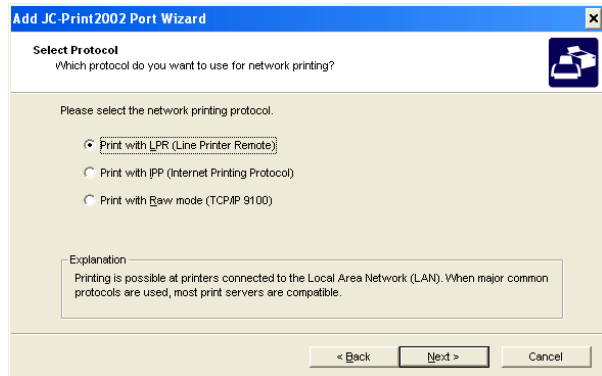 Add JC-Print2002 Port Wizard
Select Protocol
Which protocol do you want to use for network printing?
Please select the network printing protocol.
Print with LPR (Line Printer Remote)
Print with IPP (Internet Printing Protocol)
Print with Raw mode (TCP/IP 9100)
Explanation
Printing is possible at printers connected to the Local Area Network (LAN). When major common
protocols are used, most print servers are compatible.
< Back Next > Cancel